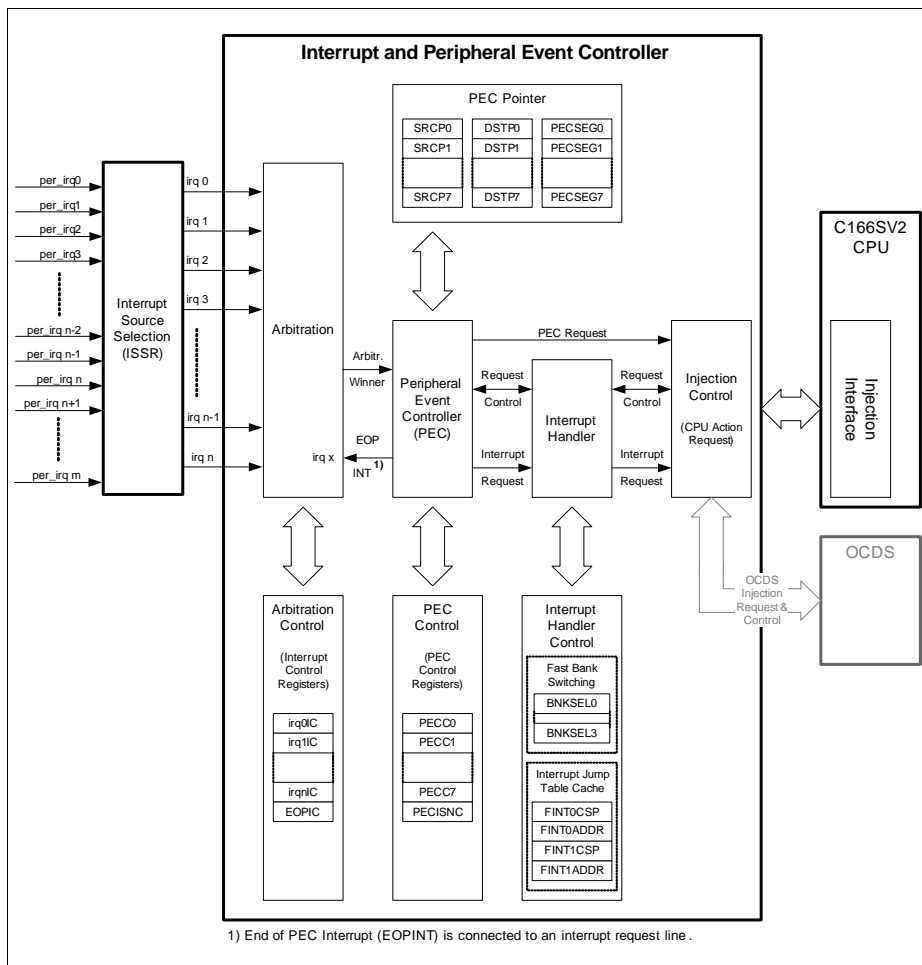 Interrupt and Peripheral Event Controller
PEC Pointer
SRCP0
SRCP1
SRCP7
DSTP0
DSTP1
DSTP7
PECSEG0
PECSEG1
PECSEG7
per_irq0
per_irq1
per_irq2
per_irq3
per_irq n-2
per_irq n-1
per_irq n
per_irq n+1
per_irq m
Interrupt
Source
Selection
(ISSR)
irq 0
irq 1
irq 2
irq 3
irq n-1
irq n
Arbitration
irq x
Arbitr.
Winner
EOP
INT 1)
Peripheral
Event
Controller
(PEC)
PEC Request
Request
Control
Interrupt
Request
Interrupt
Handler
Request
Control
Interrupt
Request
Injection
Control
(CPU Action
Request)
C166SV2
CPU
Injection
Interface
OCDS
OCDS
Injection
Request &
Control
Arbitration
Control
(Interrupt
Control
Registers)
irq0IC
irq1IC
irqnIC
EOPIC
PEC
Control
(PEC
Control
Registers)
PECC0
PECC1
PECC7
PECISNC
Interrupt
Handler
Control
Fast Bank
Switching
BNKSEL0
BNKSEL3
Interrupt Jump
Table Cache
FINT0CSP
FINT0ADDR
FINT1CSP
FINT1ADDR
1) End of PEC Interrupt (EOPINT) is connected to an interrupt request line .